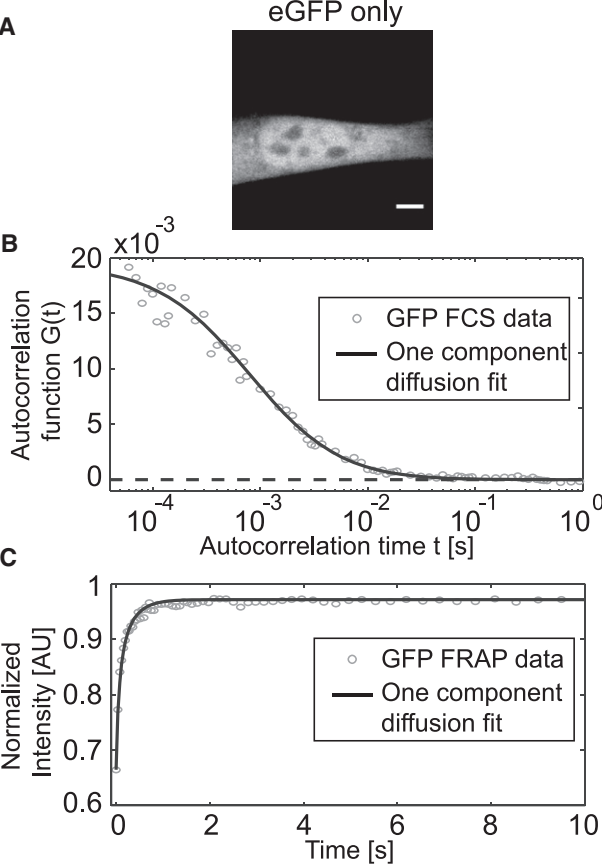 A
eGFP only
B
x10⁻³
20
15
10
5
0
Autocorrelation
function G(t)
GFP FCS data
One component
diffusion fit
10⁻⁴
10⁻³
10⁻²
10⁻¹
10⁰
Autocorrelation time t [s]
C
1
0.9
0.8
0.7
0.6
Normalized
Intensity [AU]
GFP FRAP data
One component
diffusion fit
0
2
4
6
8
10
Time [s]